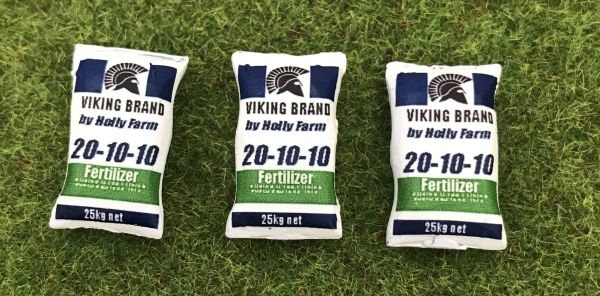 VIKING BRAND
by Holly Farm
20-10-10
Fertilizer
25kg net
VIKING BRAND
by Holly Farm
20-10-10
Fertilizer
25kg net
VIKING BRAND
by Holly Farm
20-10-10
Fertilizer
25kg net